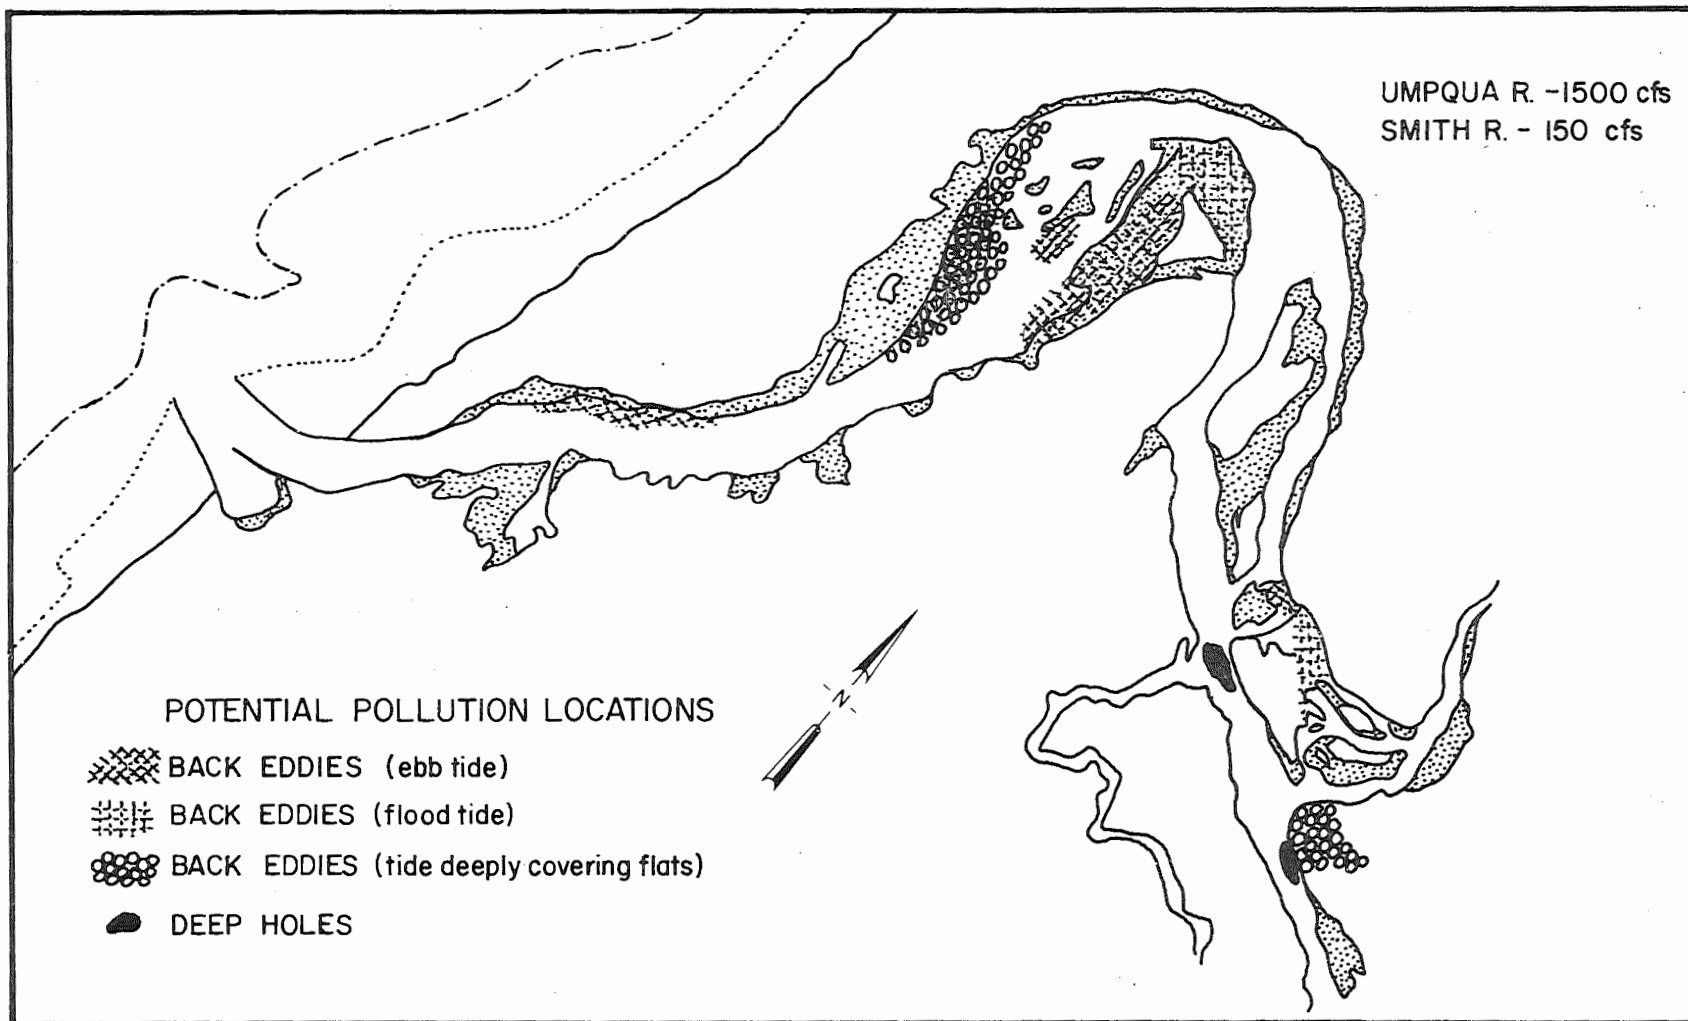 UMPQUA R. -1500 cfs
SMITH R. - 150 cfs
N
POTENTIAL POLLUTION LOCATIONS
BACK EDDIES (ebb tide)
BACK EDDIES (flood tide)
BACK EDDIES (tide deeply covering flats)
DEEP HOLES